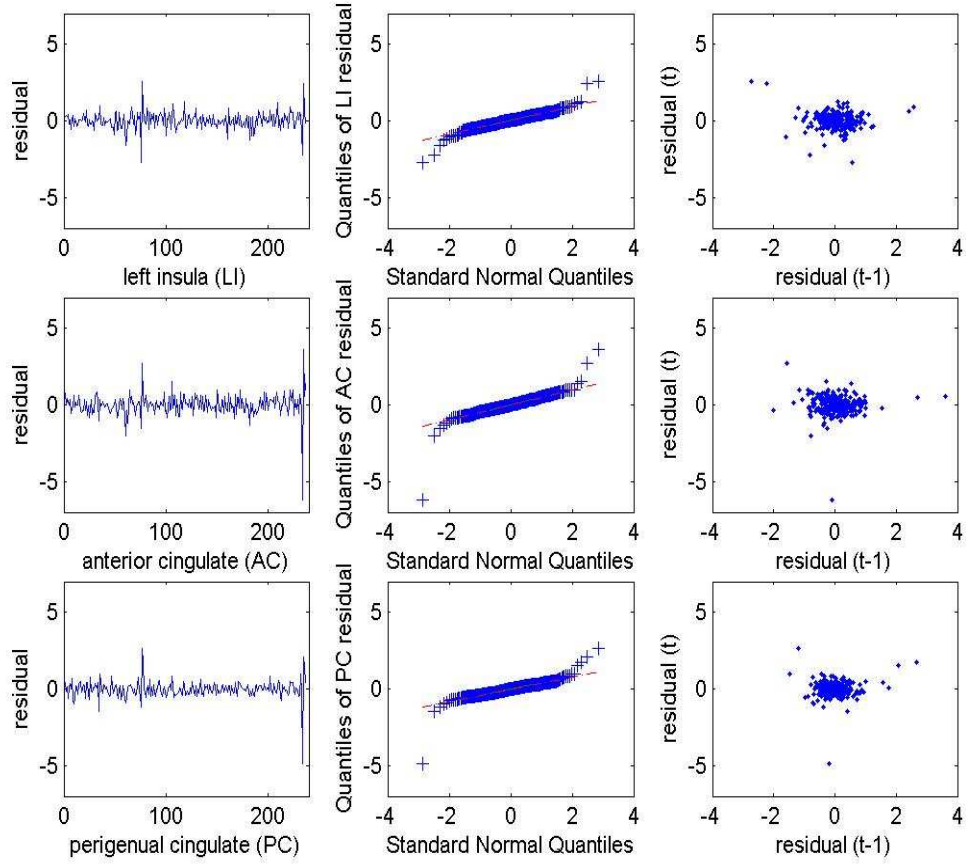 residual
5
0
-5
0 100 200
left insula (LI)
Quantiles of LI residual
5
0
-5
-4 -2 0 2 4
Standard Normal Quantiles
residual (t)
5
0
-5
-4 -2 0 2 4
residual (t-1)
residual
5
0
-5
0 100 200
anterior cingulate (AC)
Quantiles of AC residual
5
0
-5
-4 -2 0 2 4
Standard Normal Quantiles
residual (t)
5
0
-5
-4 -2 0 2 4
residual (t-1)
residual
5
0
-5
0 100 200
perigenual cingulate (PC)
Quantiles of PC residual
5
0
-5
-4 -2 0 2 4
Standard Normal Quantiles
residual (t)
5
0
-5
-4 -2 0 2 4
residual (t-1)